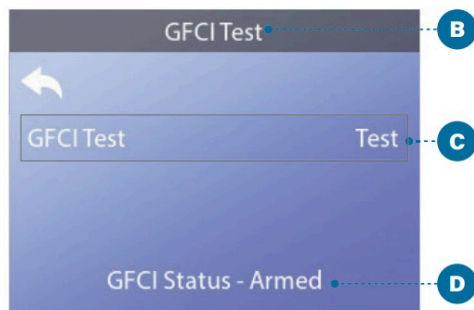 GFCI Test
B
GFCI Test Test
C
GFCI Status - Armed
D